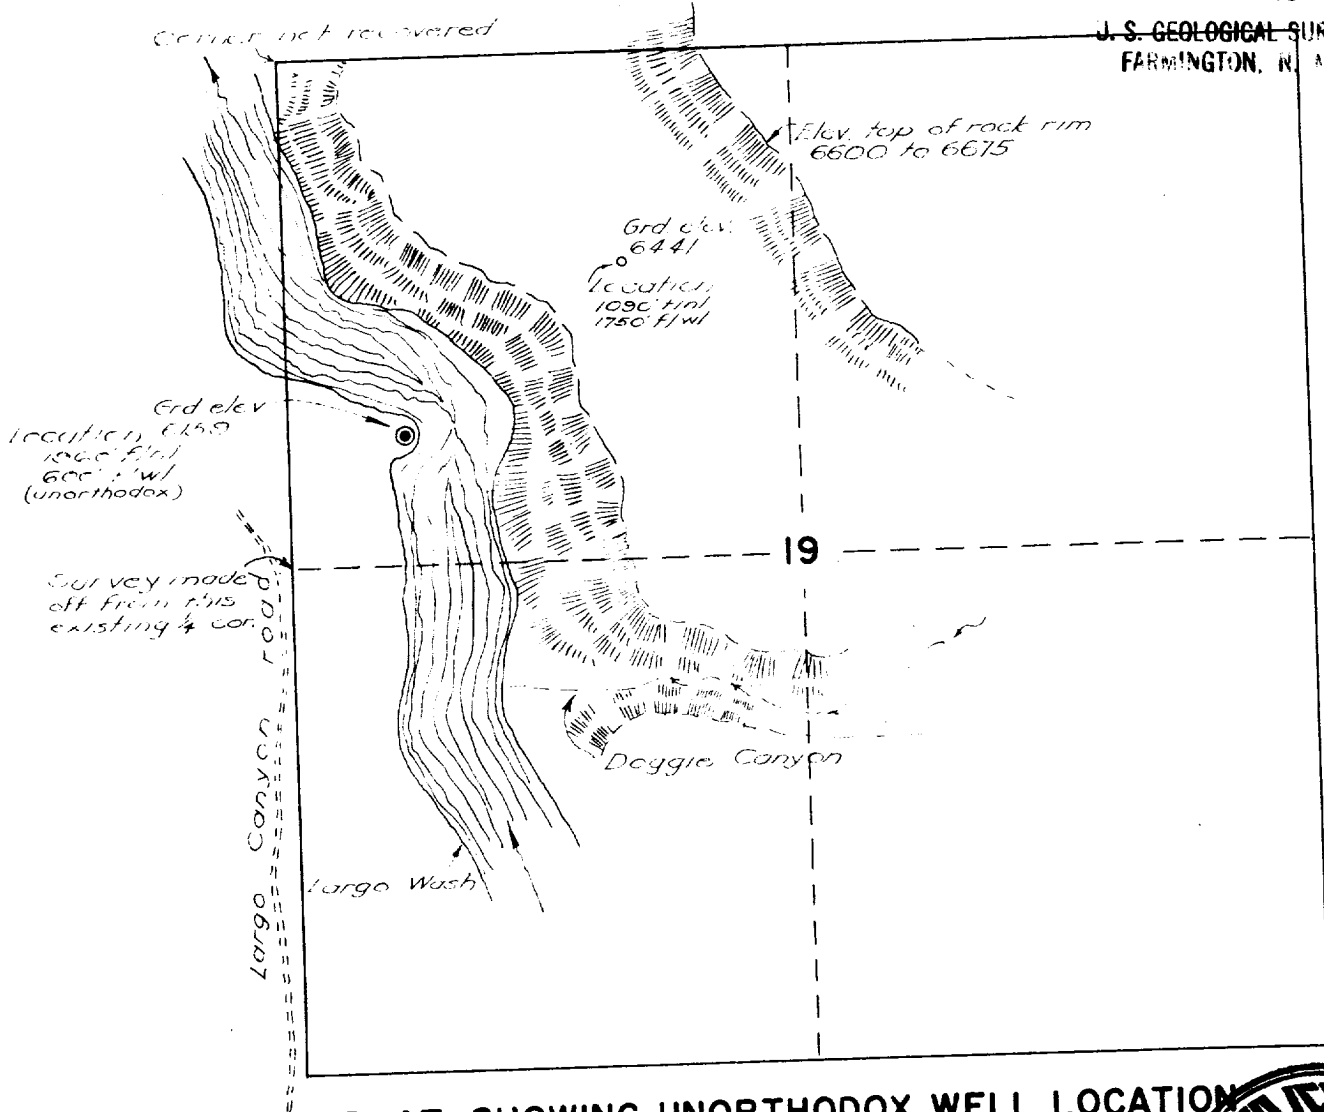 Corner not recovered
U. S. GEOLOGICAL SUR
FARMINGTON, N.
Elev. top of rock rim
6600 to 6675
Grd elev.
6441
Location
1090' f/nl
1750' f/wl
Grd elev
Location
600' f/wl
(unorthodox)
19
Survey made
off from this
existing ¼ cor.
Largo Canyon road
Doggie Canyon
Largo Wash
SHOWING UNORTHODOX WELL LOCATION